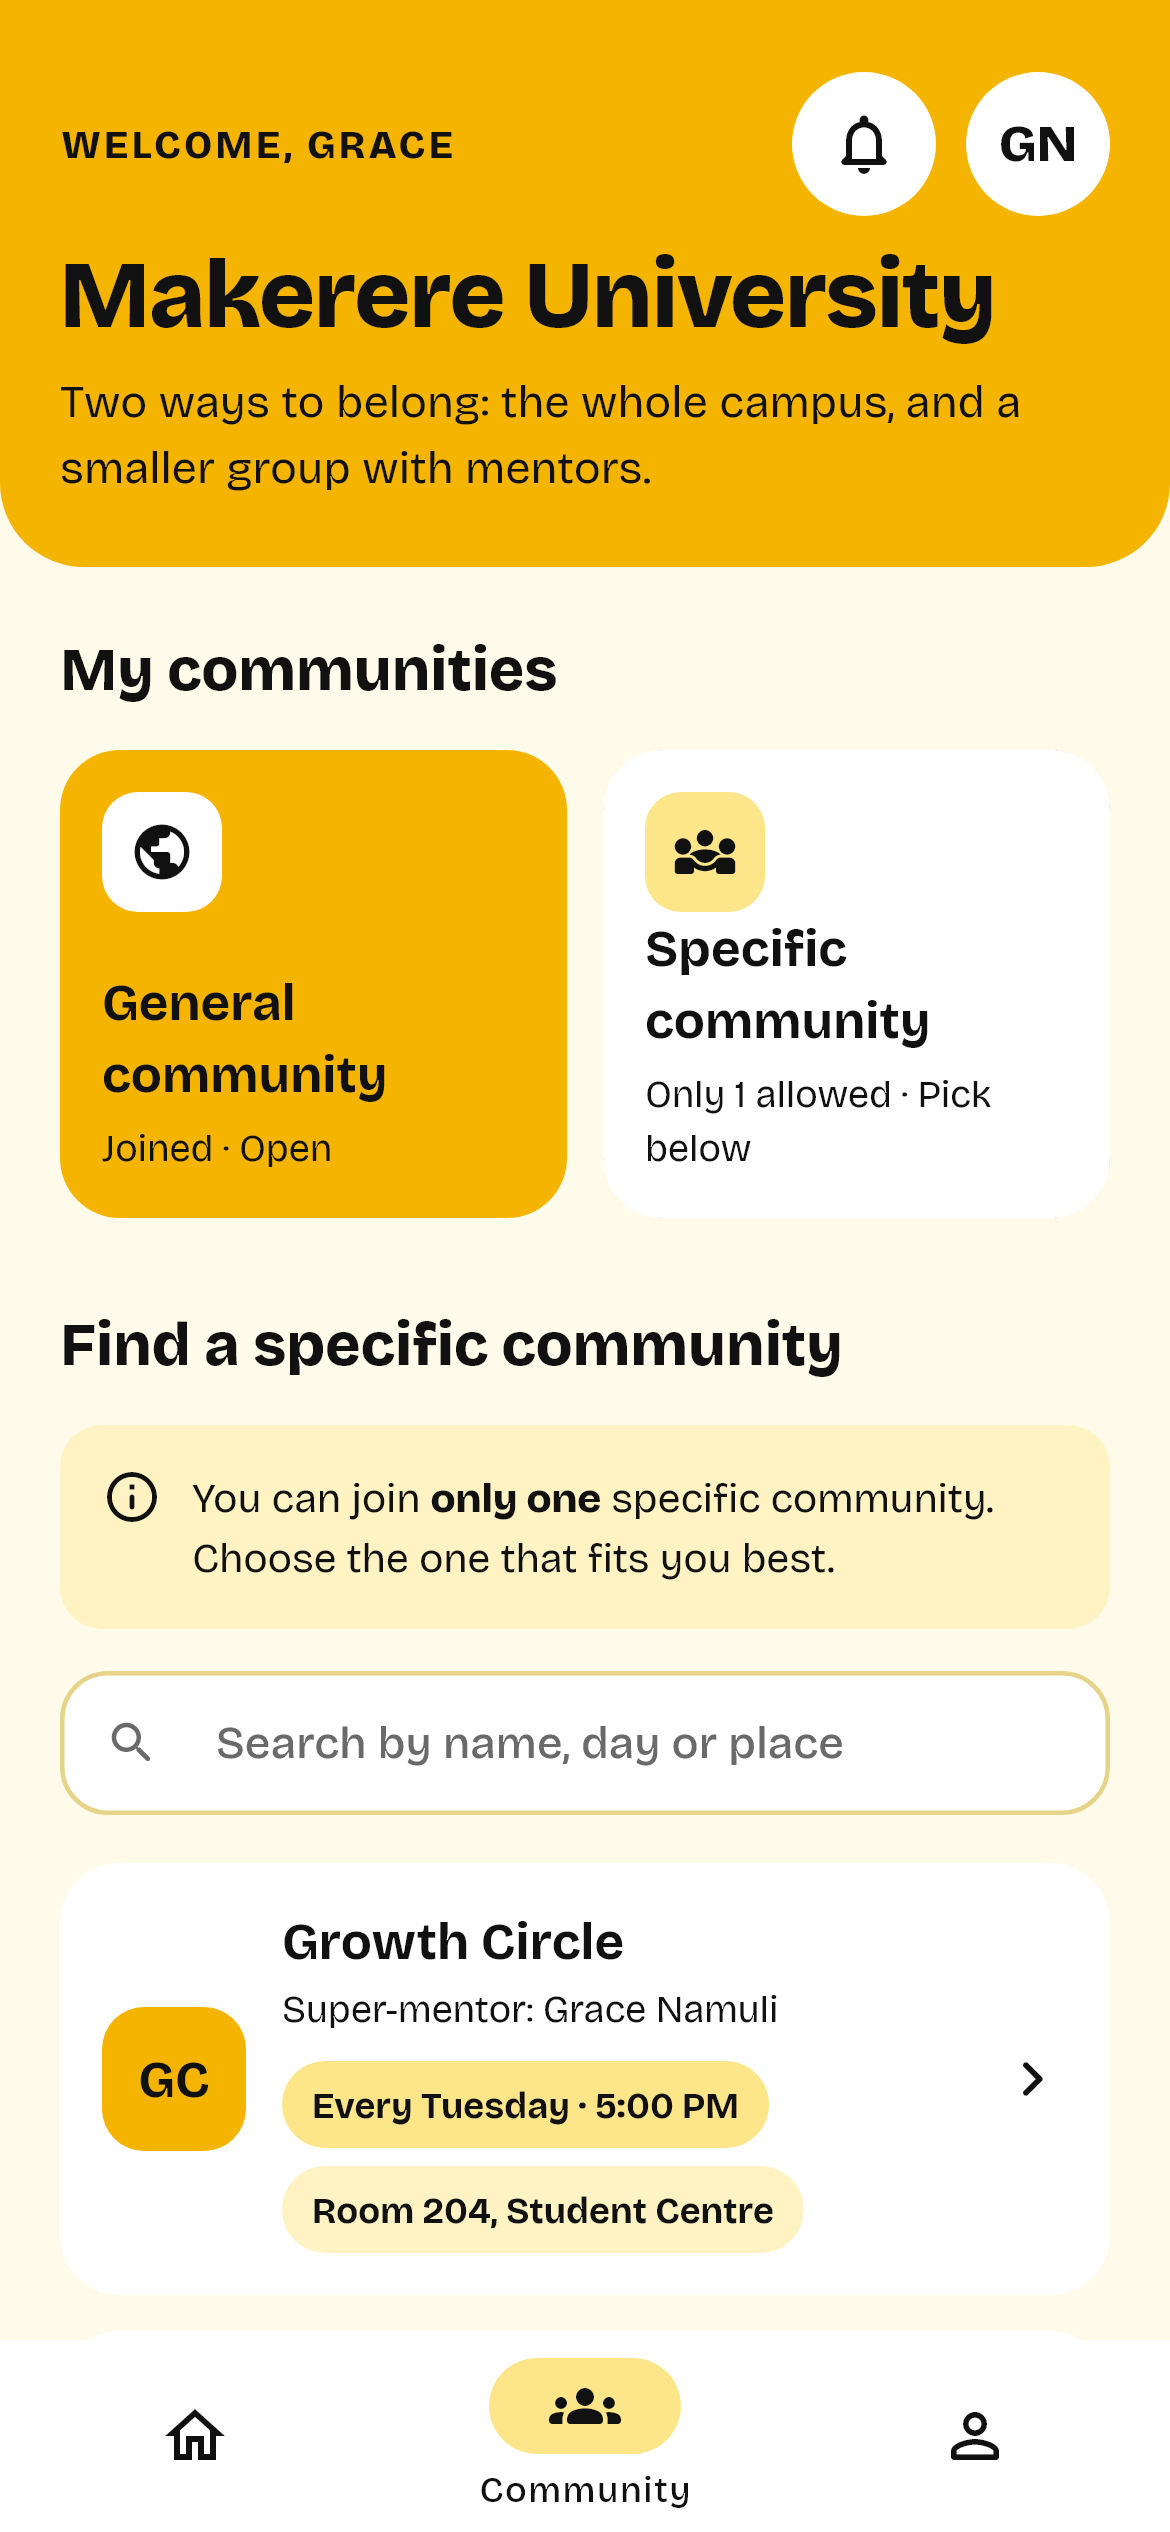 WELCOME, GRACE
GN
Makerere University
Two ways to belong: the whole campus, and a
smaller group with mentors.
My communities
General
community
Joined · Open
Specific
community
Only 1 allowed · Pick
below
Find a specific community
You can join only one specific community.
Choose the one that fits you best.
Search by name, day or place
Growth Circle
Super-mentor: Grace Namuli
GC
Every Tuesday · 5:00 PM
Room 204, Student Centre
Community